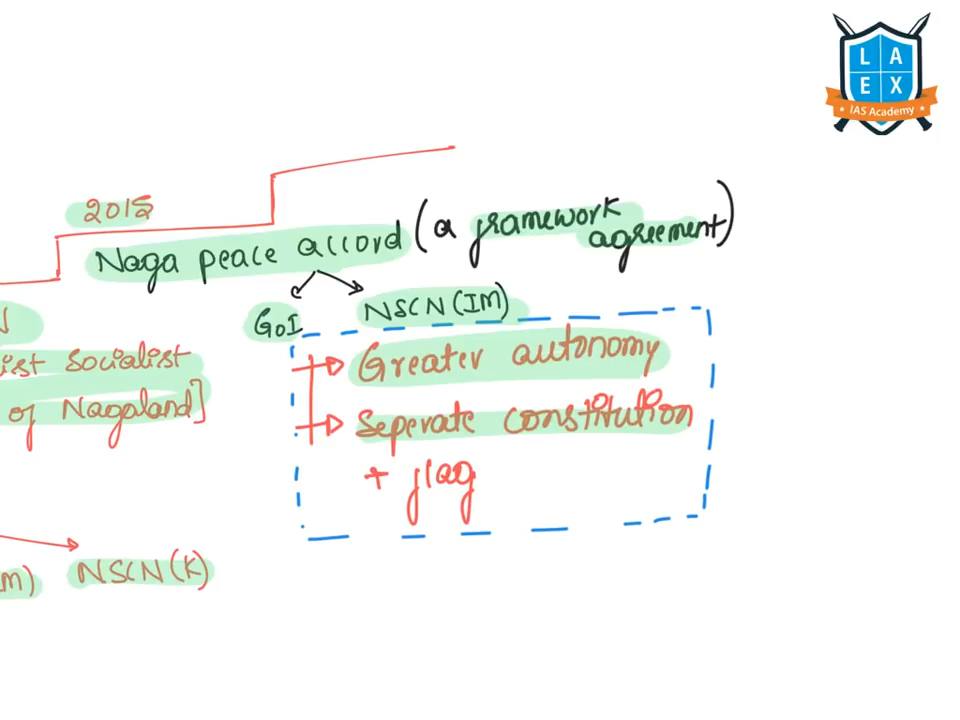 L A
E X
IAS Academy
2015
Naga peace accord (a framework
agreement)
GoI
NSCN(IM)
ist Socialist
of Nagaland]
Greater autonomy
Seperate constitution
+ flag
M)
NSCN(K)